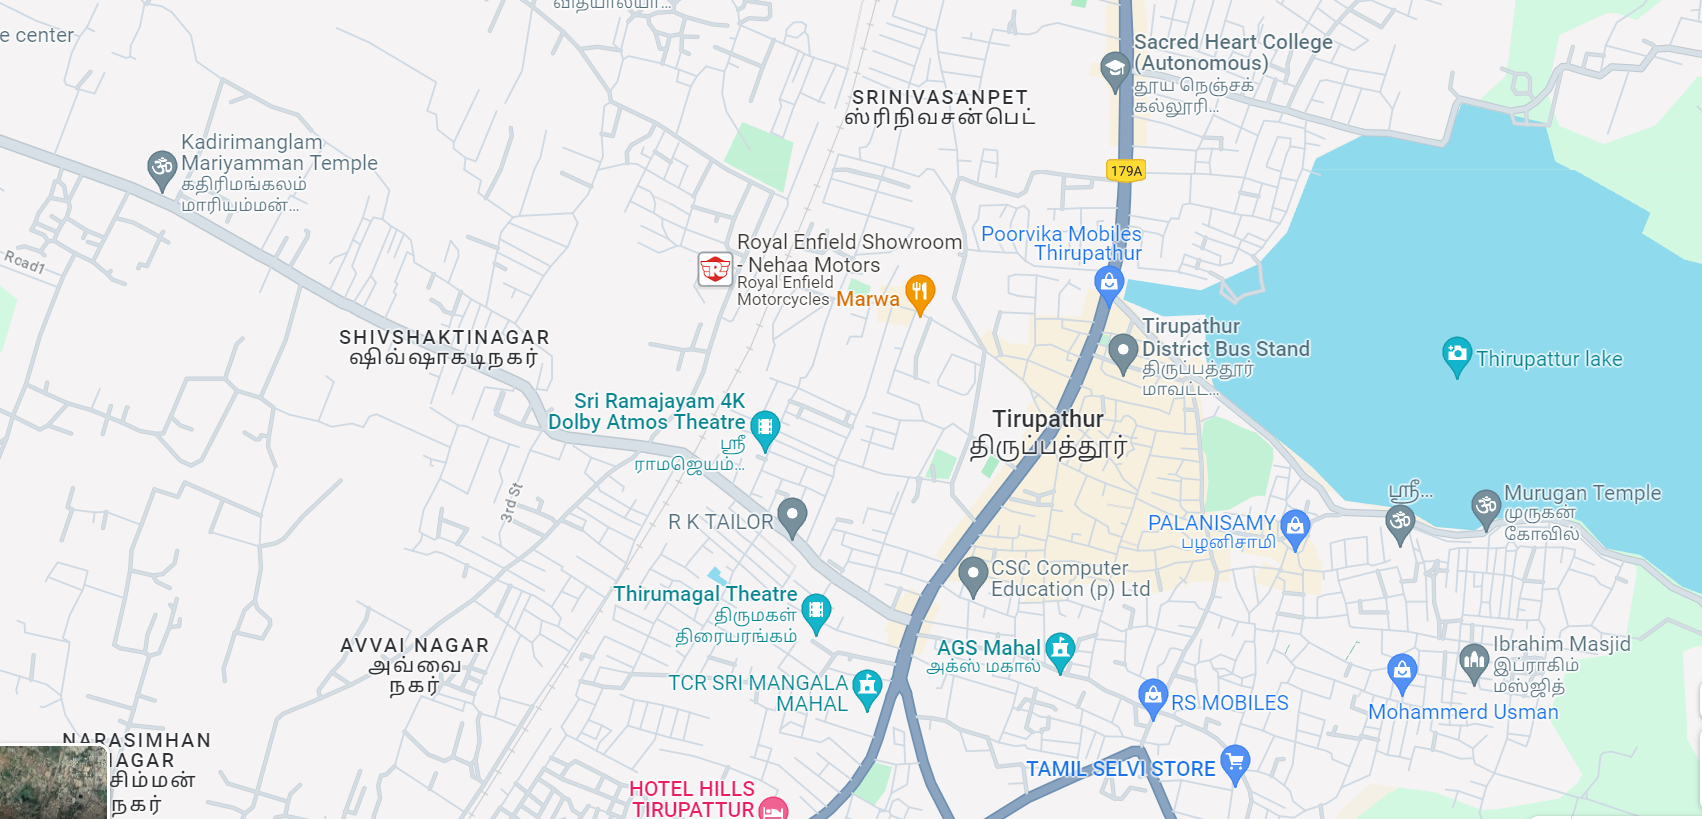 வித்யாலயா...
e center
Sacred Heart College
(Autonomous)
தூய நெஞ்சக்
கல்லூரி...
SRINIVASANPET
ஸ்ரிநிவசன்பெட்
Kadirimanglam
Mariyamman Temple
கதிரிமங்கலம்
மாரியம்மன்...
179A
Road1
Poorvika Mobiles
Thirupathur
Royal Enfield Showroom
- Nehaa Motors
Royal Enfield
Motorcycles
Marwa
SHIVSHAKTINAGAR
ஷிவ்ஷாகடிநகர்
Tirupathur
District Bus Stand
திருப்பத்தூர்
மாவட்ட...
Thirupattur lake
Sri Ramajayam 4K
Dolby Atmos Theatre
ஸ்ரீ
ராமஜெயம்...
Tirupathur
திருப்பத்தூர்
3rd St
R K TAILOR
PALANISAMY
பழனிசாமி
ஸ்ரீ...
Murugan Temple
முருகன்
கோவில்
CSC Computer
Education (p) Ltd
Thirumagal Theatre
திருமகள்
திரையரங்கம்
AVVAI NAGAR
அவ்வை
நகர்
AGS Mahal
அக்ஸ் மகால்
Ibrahim Masjid
இப்ராகிம்
மஸ்ஜித்
TCR SRI MANGALA
MAHAL
RS MOBILES
Mohammerd Usman
NARASIMHAN
NAGAR
சிம்மன்
நகர்
TAMIL SELVI STORE
HOTEL HILLS
TIRUPATTUR